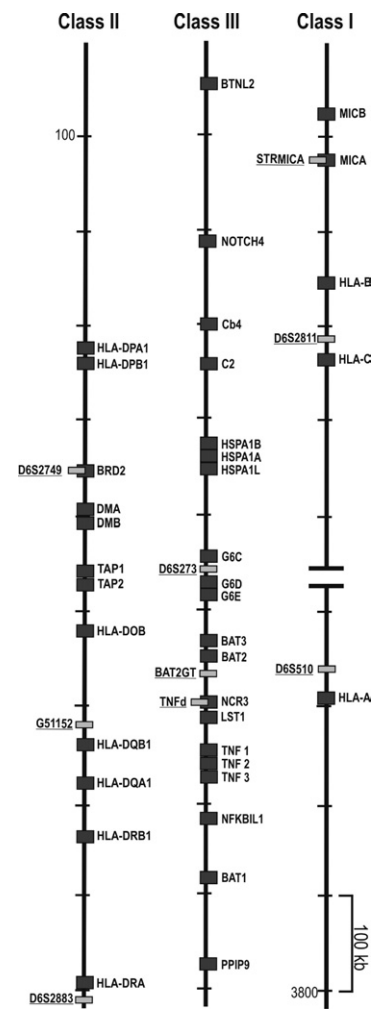 Class II
100
HLA-DPA1
HLA-DPB1
D6S2749
BRD2
DMA
DMB
TAP1
TAP2
HLA-DOB
G51152
HLA-DQB1
HLA-DQA1
HLA-DRB1
HLA-DRA
D6S2883
Class III
BTNL2
NOTCH4
Cb4
C2
HSPA1B
HSPA1A
HSPA1L
G6C
D6S273
G6D
G6E
BAT3
BAT2
BAT2GT
TNFd
NCR3
LST1
TNF 1
TNF 2
TNF 3
NFKBIL1
BAT1
PPIP9
Class I
MICB
STRMICA
MICA
HLA-B
D6S2811
HLA-C
D6S510
HLA-A
100 kb
3800